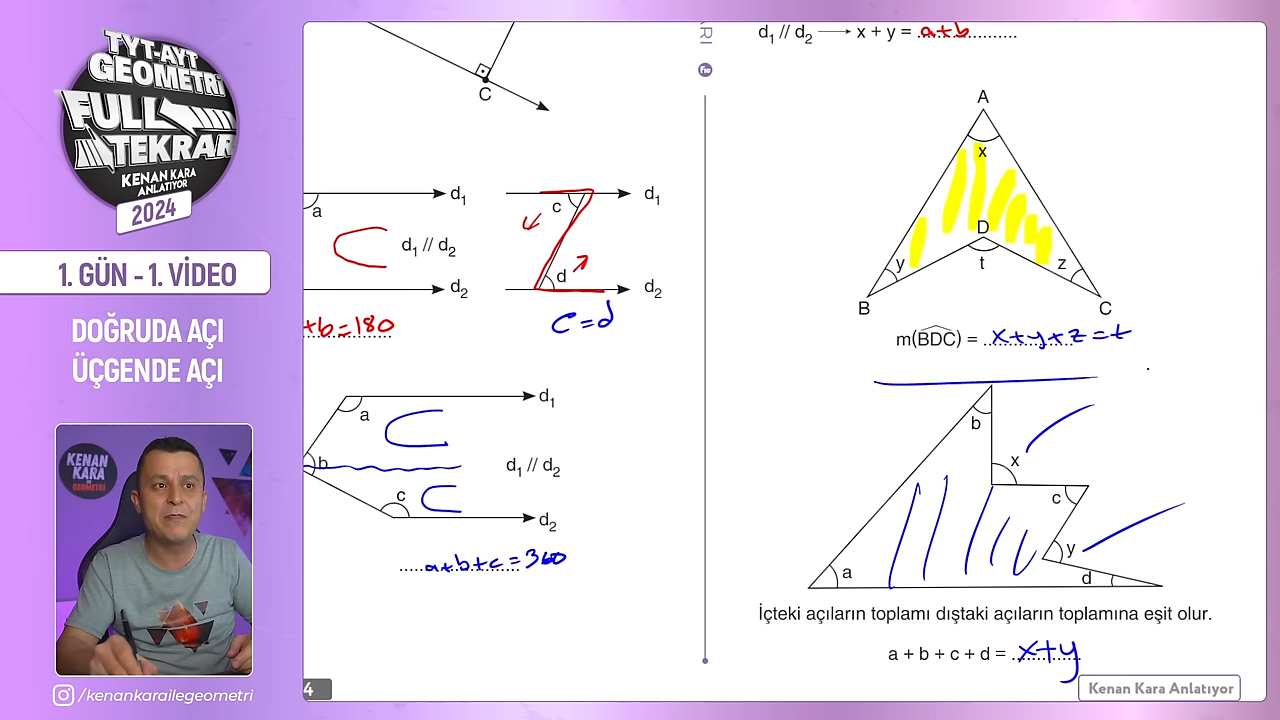 TYT-AYT
GEOMETRİ
FULL
TEKRAR
KENAN KARA
ANLATIYOR
2024
1. GÜN - 1. VİDEO
DOĞRUDA AÇI
ÜÇGENDE AÇI
KENAN
KARA
GEOMETRİ
/kenankarailegeometri
C
a
d₁
d₁ // d₂
d₂
+b=180
c
d
d₁
d₂
c=d
a
d₁
b
d₁ // d₂
c
d₂
a+b+c=360
4
d₁ // d₂ → x + y = a+b
A
x
D
y
t
z
B
C
m(BDC) = x+y+z=t
b
x
c
y
a
d
İçteki açıların toplamı dıştaki açıların toplamına eşit olur.
a + b + c + d = x+y
Kenan Kara Anlatıyor